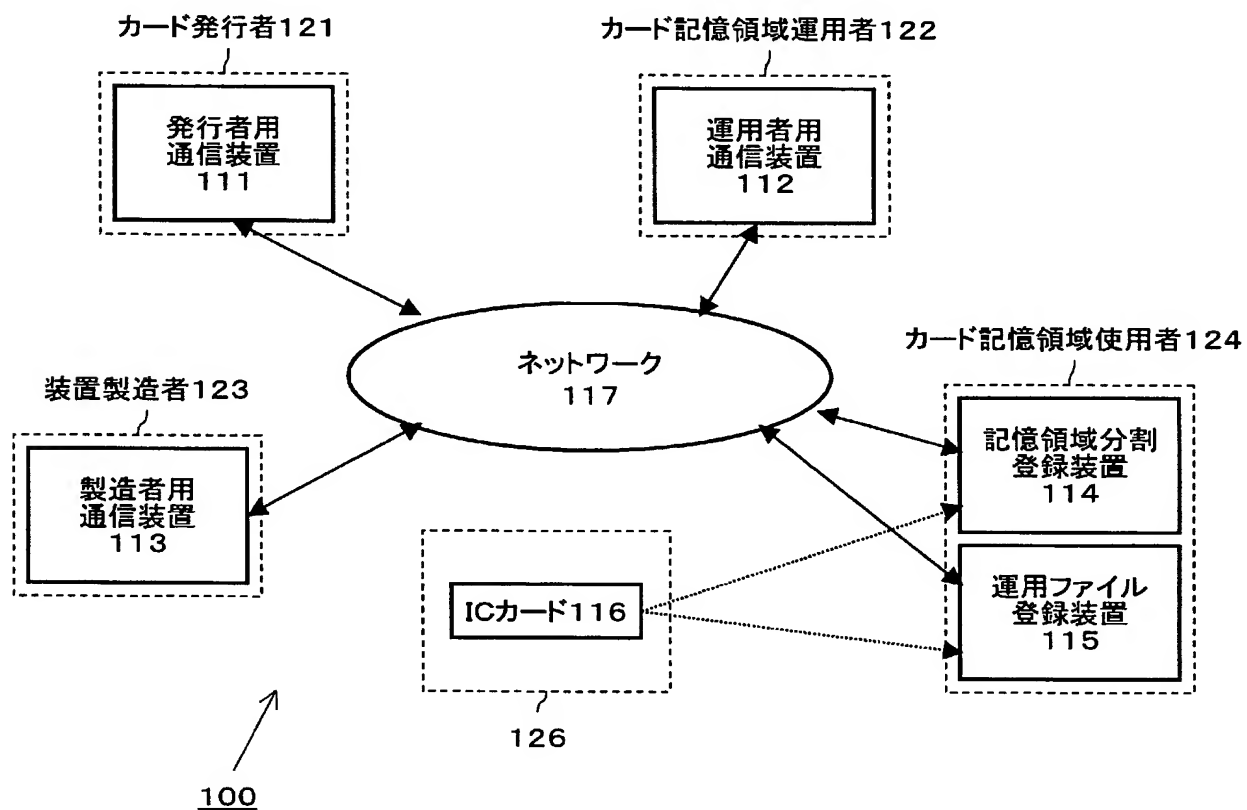 カード発行者121
カード記憶領域運用者122
発行者用
通信装置
111
運用者用
通信装置
112
ネットワーク
117
カード記憶領域使用者124
装置製造者123
製造者用
通信装置
113
記憶領域分割
登録装置
114
ICカード116
運用ファイル
登録装置
115
126
100